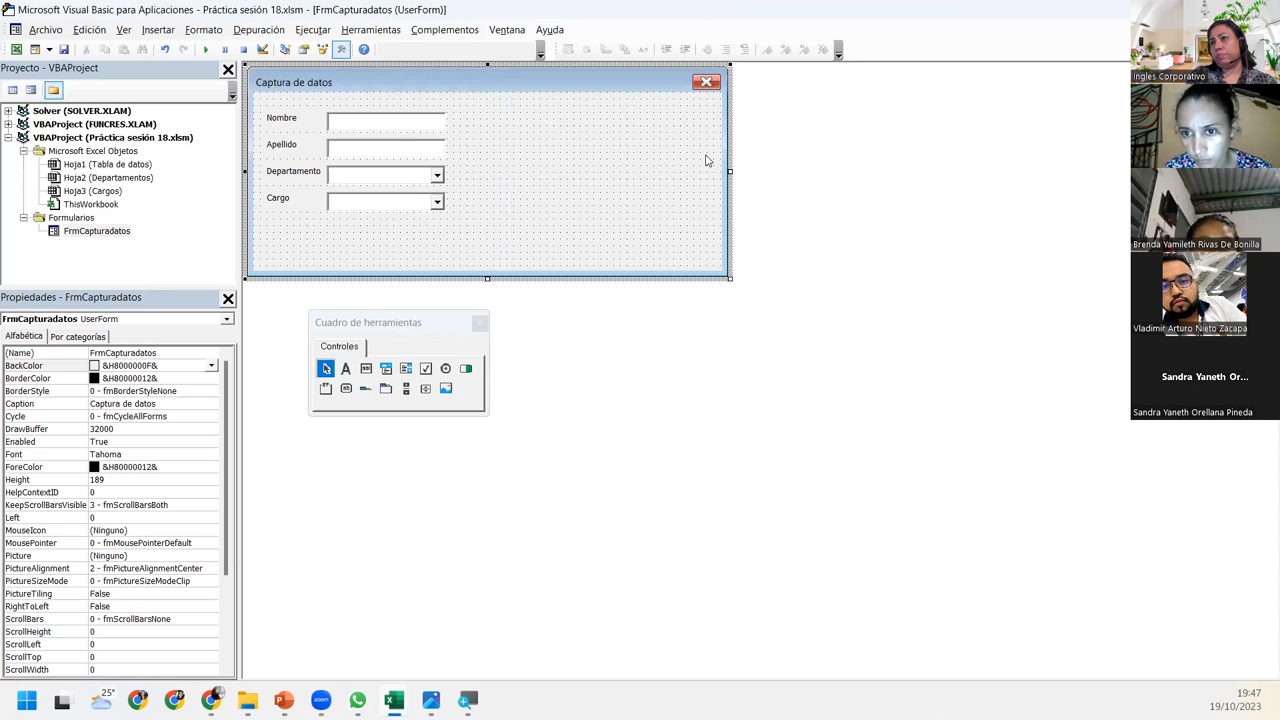 Microsoft Visual Basic para Aplicaciones - Práctica sesión 18.xlsm - [FrmCapturadatos (UserForm)]
Archivo Edición Ver Insertar Formato Depuración Ejecutar Herramientas Complementos Ventana Ayuda
Proyecto - VBAProject
Solver (SOLVER.XLAM)
VBAProject (FUNCRES.XLAM)
VBAProject (Práctica sesión 18.xlsm)
Microsoft Excel Objetos
Hoja1 (Tabla de datos)
Hoja2 (Departamentos)
Hoja3 (Cargos)
ThisWorkbook
Formularios
FrmCapturadatos
Propiedades - FrmCapturadatos
FrmCapturadatos UserForm
Alfabética Por categorías
(Name) FrmCapturadatos
BackColor &H8000000F&
BorderColor &H80000012&
BorderStyle 0 - fmBorderStyleNone
Caption Captura de datos
Cycle 0 - fmCycleAllForms
DrawBuffer 32000
Enabled True
Font Tahoma
ForeColor &H80000012&
Height 189
HelpContextID 0
KeepScrollBarsVisible 3 - fmScrollBarsBoth
Left 0
MouseIcon (Ninguno)
MousePointer 0 - fmMousePointerDefault
Picture (Ninguno)
PictureAlignment 2 - fmPictureAlignmentCenter
PictureSizeMode 0 - fmPictureSizeModeClip
PictureTiling False
RightToLeft False
ScrollBars 0 - fmScrollBarsNone
ScrollHeight 0
ScrollLeft 0
ScrollTop 0
ScrollWidth 0
Captura de datos
Nombre
Apellido
Departamento
Cargo
Cuadro de herramientas
Controles
Ingles Corporativo
Brenda Yamileth Rivas De Bonilla
Vladimir Arturo Nieto Zacapa
Sandra Yaneth Or...
Sandra Yaneth Orellana Pineda
25°
zoom
19:47
19/10/2023